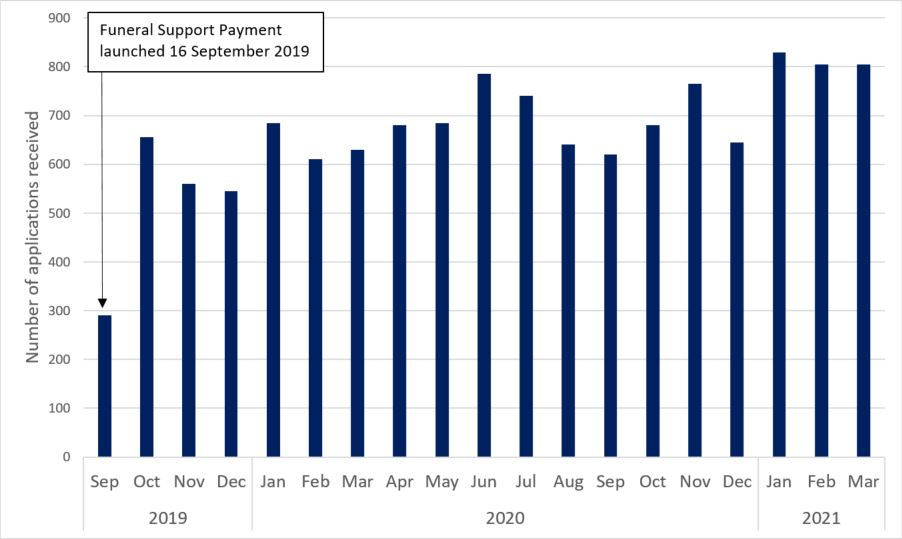 Funeral Support Payment
launched 16 September 2019
Number of applications received
900
800
700
600
500
400
300
200
100
0
Sep Oct Nov Dec Jan Feb Mar Apr May Jun Jul Aug Sep Oct Nov Dec Jan Feb Mar
2019 2020 2021